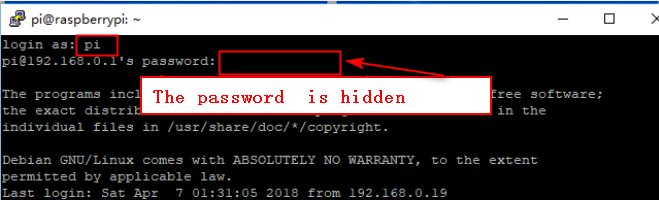 pi@raspberrypi: ~
login as: pi
pi@192.168.0.1's password:
The password is hidden
The programs incl free software;
the exact distrib in the
individual files in /usr/share/doc/*/copyright.
Debian GNU/Linux comes with ABSOLUTELY NO WARRANTY, to the extent
permitted by applicable law.
Last login: Sat Apr  7 01:31:05 2018 from 192.168.0.19